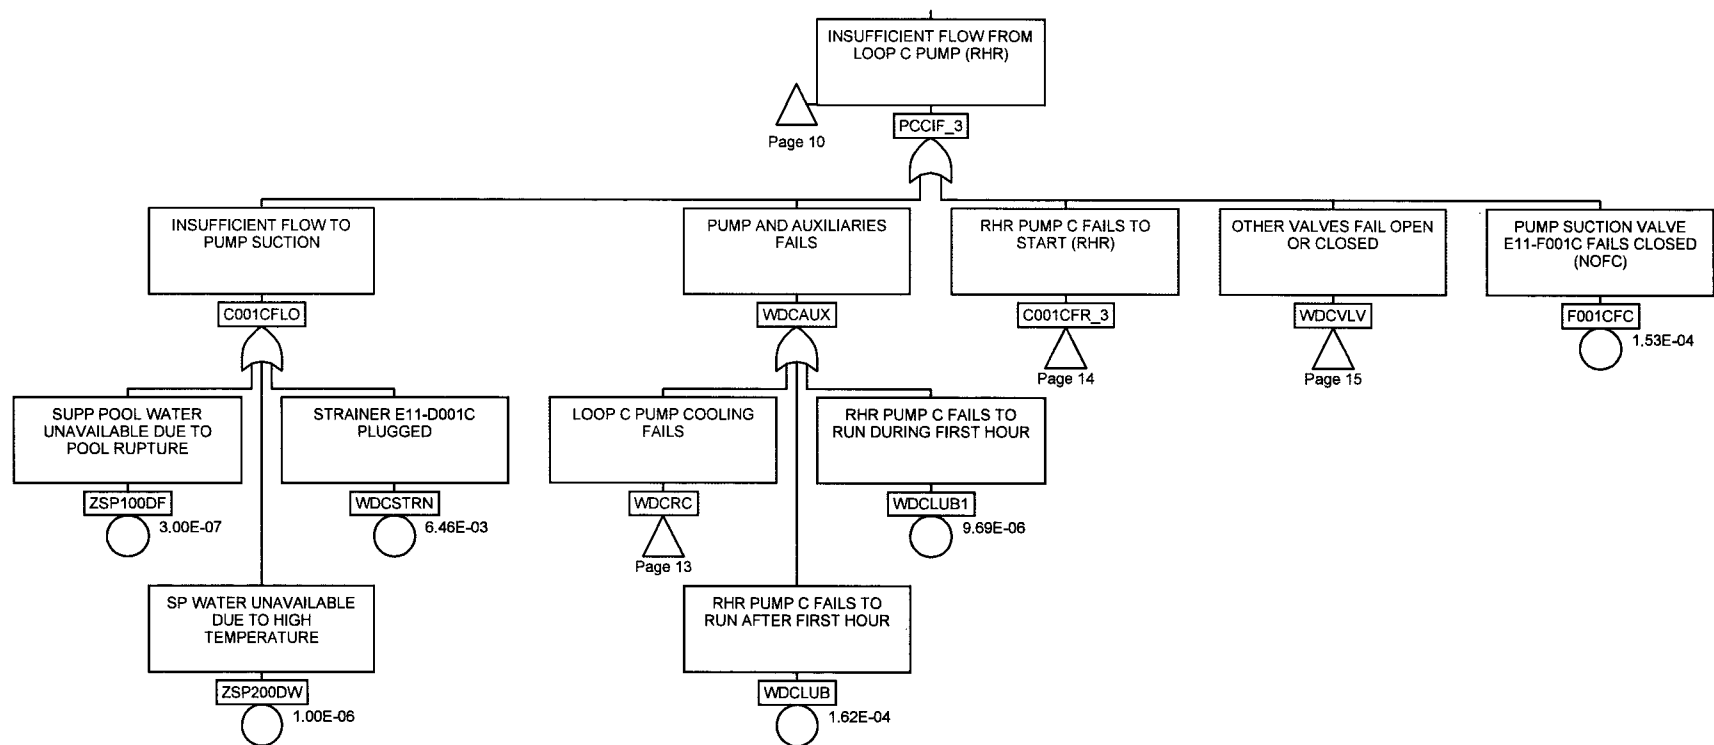 INSUFFICIENT FLOW FROM
LOOP C PUMP (RHR)
Page 10
PCCIF_3
INSUFFICIENT FLOW TO
PUMP SUCTION
C001CFLO
PUMP AND AUXILIARIES
FAILS
WDCAUX
RHR PUMP C FAILS TO
START (RHR)
C001CFR_3
Page 14
OTHER VALVES FAIL OPEN
OR CLOSED
WDCVLV
Page 15
PUMP SUCTION VALVE
E11-F001C FAILS CLOSED
(NOFC)
F001CFC
1.53E-04
SUPP POOL WATER
UNAVAILABLE DUE TO
POOL RUPTURE
ZSP100DF
3.00E-07
STRAINER E11-D001C
PLUGGED
WDCSTRN
6.46E-03
LOOP C PUMP COOLING
FAILS
WDCRC
Page 13
RHR PUMP C FAILS TO
RUN DURING FIRST HOUR
WDCLUB1
9.69E-06
SP WATER UNAVAILABLE
DUE TO HIGH
TEMPERATURE
ZSP200DW
1.00E-06
RHR PUMP C FAILS TO
RUN AFTER FIRST HOUR
WDCLUB
1.62E-04